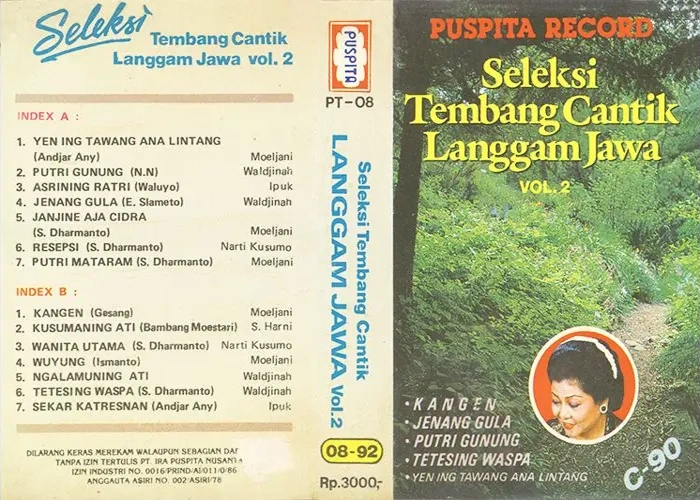 Seleksi
Tembang Cantik
Langgam Jawa vol. 2
INDEX A :
1. YEN ING TAWANG ANA LINTANG
(Andjar Any) Moeljani
2. PUTRI GUNUNG (N.N) Waldjinah
3. ASRINING RATRI (Waluyo) Ipuk
4. JENANG GULA (E. Slameto) Waldjinah
5. JANJINE AJA CIDRA
(S. Dharmanto) Moeljani
6. RESEPSI (S. Dharmanto) Narti Kusumo
7. PUTRI MATARAM (S. Dharmanto) Moeljani
INDEX B :
1. KANGEN (Gesang) Moeljani
2. KUSUMANING ATI (Bambang Moestari) S. Harni
3. WANITA UTAMA (S. Dharmanto) Narti Kusumo
4. WUYUNG (Ismanto) Moeljani
5. NGALAMUNING ATI Waldjinah
6. TETESING WASPA (S. Dharmanto) Waldjinah
7. SEKAR KATRESNAN (Andjar Any) Ipuk
DILARANG KERAS MEREKAM WALAUPUN SEBAGIAN
TANPA IZIN TERTULIS PT. IRA PUSPITA
IZIN INDUSTRI NO. 0016/PRIND/AI/011/0/86
ANGGAUTA ASIRI NO. 002/ASIRI/78
PUSPITA
PT-08
Seleksi Tembang Cantik
LANGGAM JAWA Vol.2
08-92
Rp.3000,-
PUSPITA RECORD
Seleksi
Tembang Cantik
Langgam Jawa
VOL. 2
• KANGEN
• JENANG GULA
• PUTRI GUNUNG
• TETESING WASPA
• YEN ING TAWANG ANA LINTANG
C-90